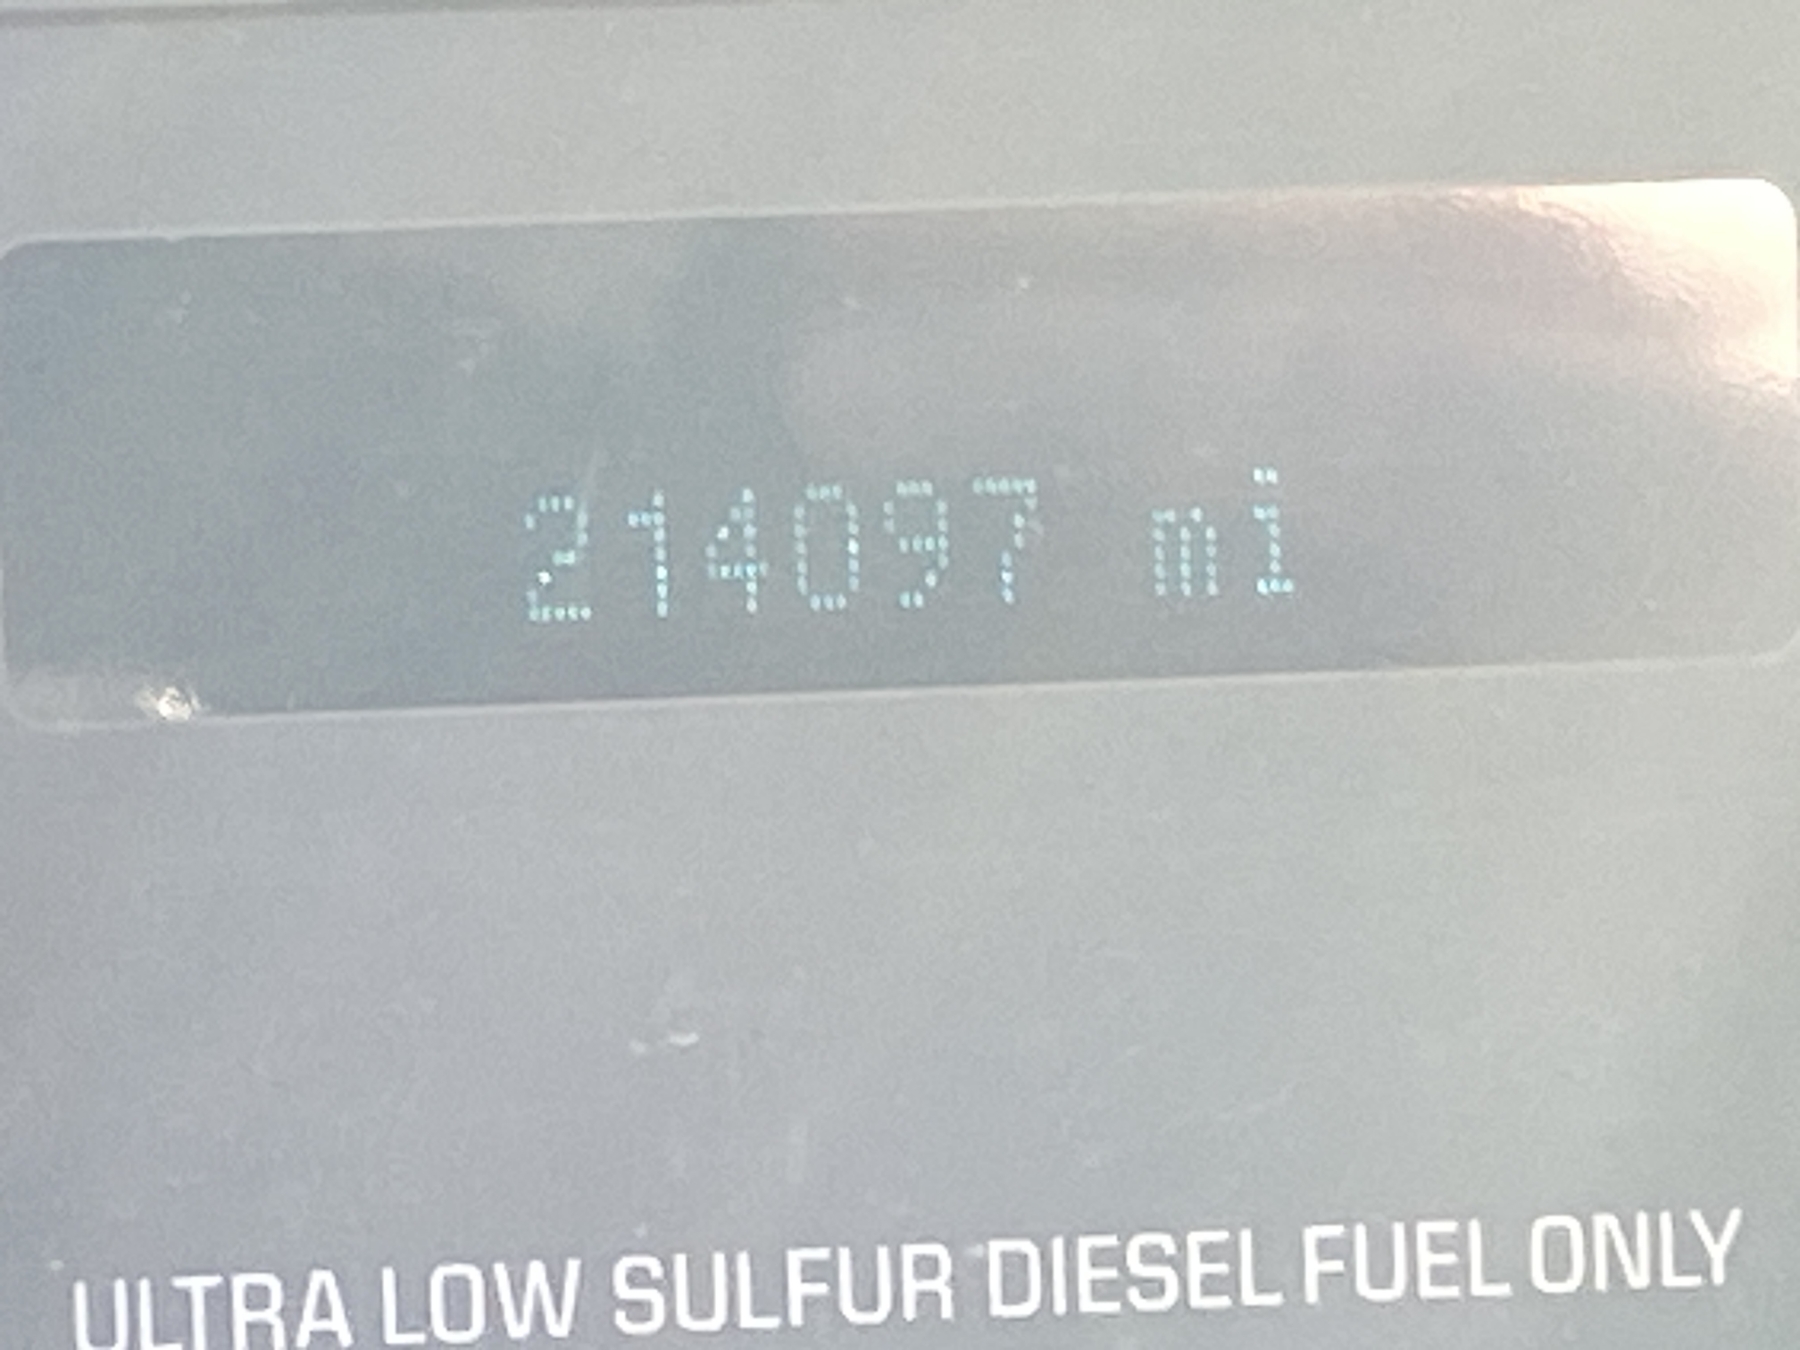 214097 mi
ULTRA LOW SULFUR DIESEL FUEL ONLY